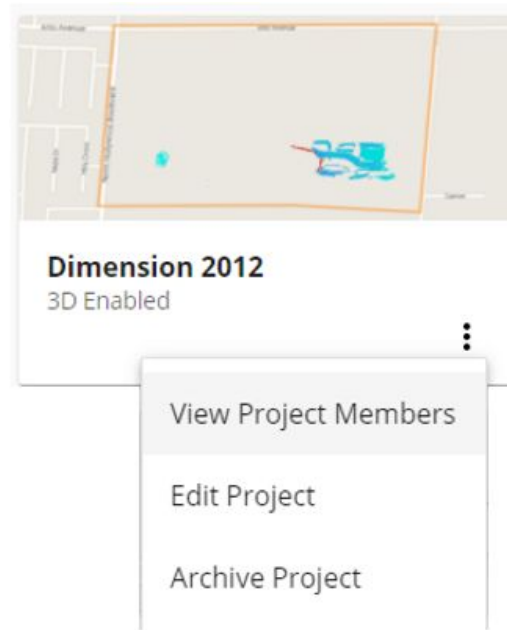 Dimension 2012
3D Enabled
View Project Members
Edit Project
Archive Project